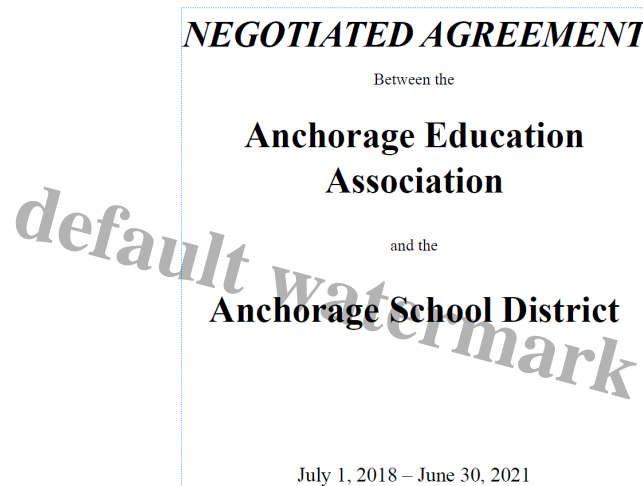 NEGOTIATED AGREEMENT
Between the
Anchorage Education
Association
and the
default watermark
Anchorage School District
July 1, 2018 – June 30, 2021